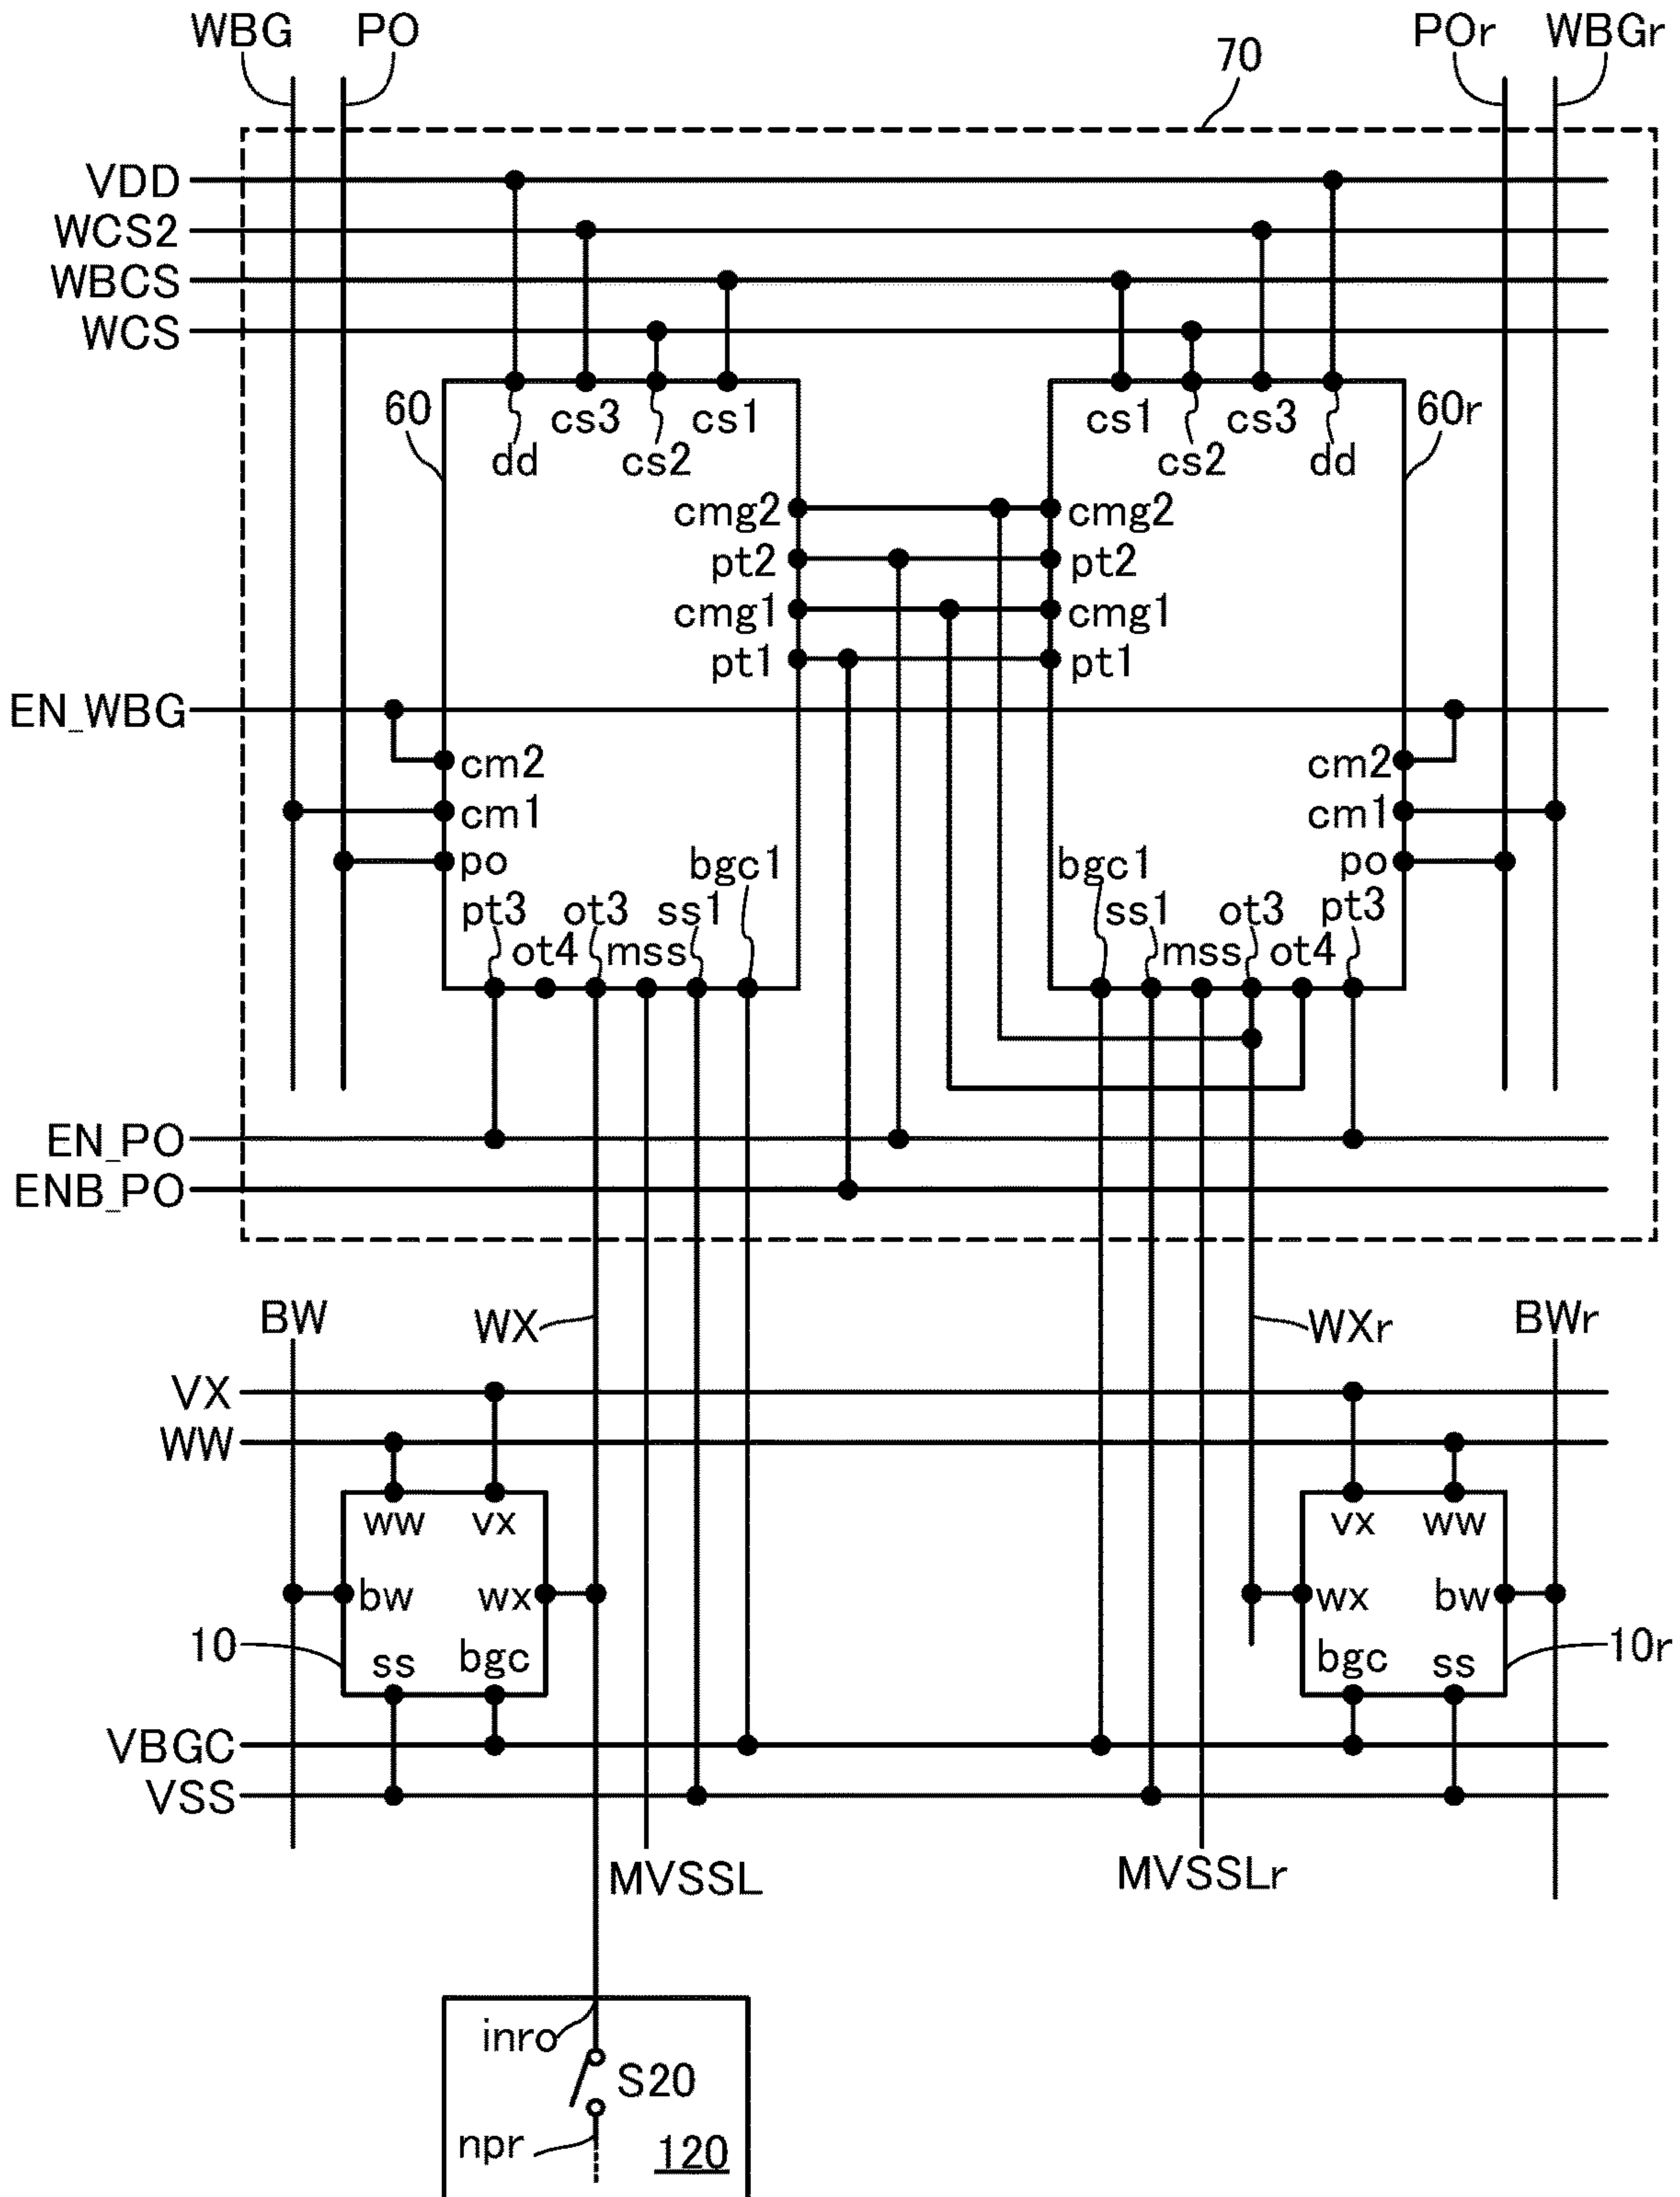 WBG PO POr WBGr
70
VDD
WCS2
WBCS
WCS
60 cs3 cs1 cs1 cs3 60r
dd cs2 cs2 dd
cmg2 cmg2
pt2 pt2
cmg1 cmg1
pt1 pt1
EN_WBG
cm2 cm2
cm1 cm1
po bgc1 bgc1 po
pt3 ot3 ss1 ss1 ot3 pt3
ot4 mss mss ot4
EN_PO
ENB_PO
BW WX WXr BWr
VX
WW
ww vx vx ww
bw wx wx bw
10 ss bgc bgc ss 10r
VBGC
VSS
MVSSL MVSSLr
inro
S20
npr 120